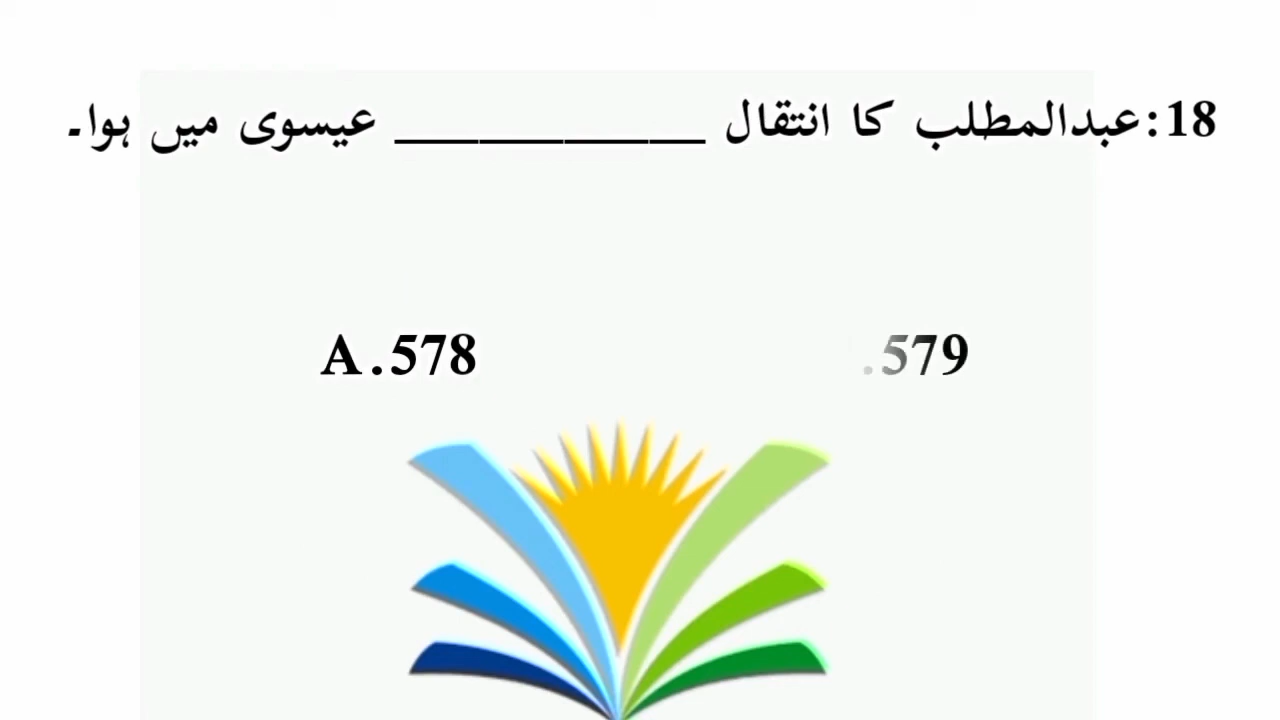 18:عبدالمطلب کا انتقال ___________ عیسوی میں ہوا۔
A.578 .579